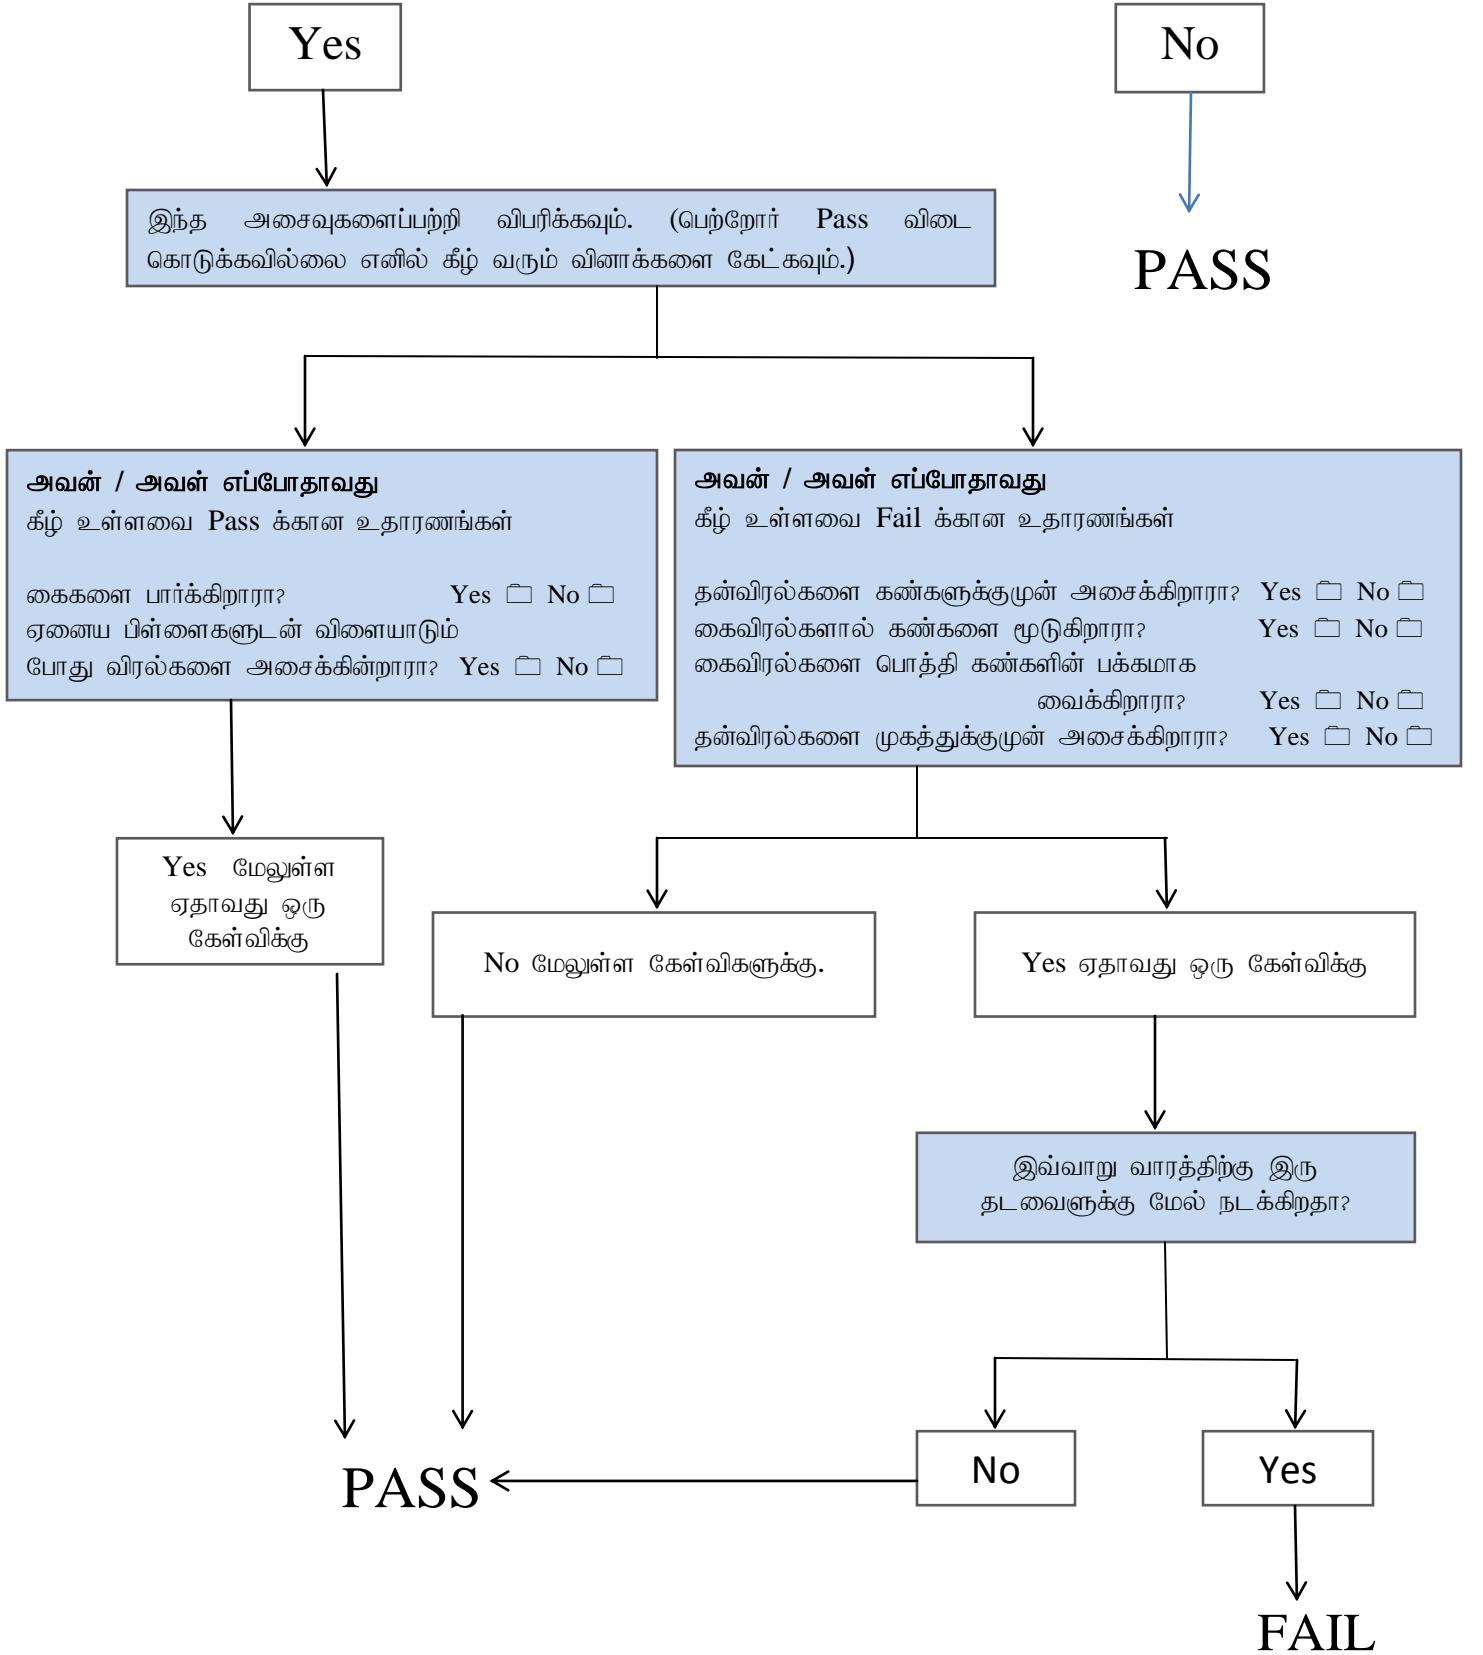 Yes
No
இந்த அசைவுகளைப்பற்றி விபரிக்கவும். (பெற்றோர் Pass விடை
கொடுக்கவில்லை எனில் கீழ் வரும் வினாக்களை கேட்கவும்.)
PASS
அவன் / அவள் எப்போதாவது
கீழ் உள்ளவை Pass க்கான உதாரணங்கள்
கைகளை பார்க்கிறாரா? Yes No
ஏனைய பிள்ளைகளுடன் விளையாடும்
போது விரல்களை அசைக்கின்றாரா? Yes No
அவன் / அவள் எப்போதாவது
கீழ் உள்ளவை Fail க்கான உதாரணங்கள்
தன்விரல்களை கண்களுக்குமுன் அசைக்கிறாரா? Yes No
கைவிரல்களால் கண்களை மூடுகிறாரா? Yes No
கைவிரல்களை பொத்தி கண்களின் பக்கமாக
வைக்கிறாரா? Yes No
தன்விரல்களை முகத்துக்குமுன் அசைக்கிறாரா? Yes No
Yes மேலுள்ள
ஏதாவது ஒரு
கேள்விக்கு
No மேலுள்ள கேள்விகளுக்கு.
Yes ஏதாவது ஒரு கேள்விக்கு
இவ்வாறு வாரத்திற்கு இரு
தடவைளுக்கு மேல் நடக்கிறதா?
No
Yes
PASS
FAIL